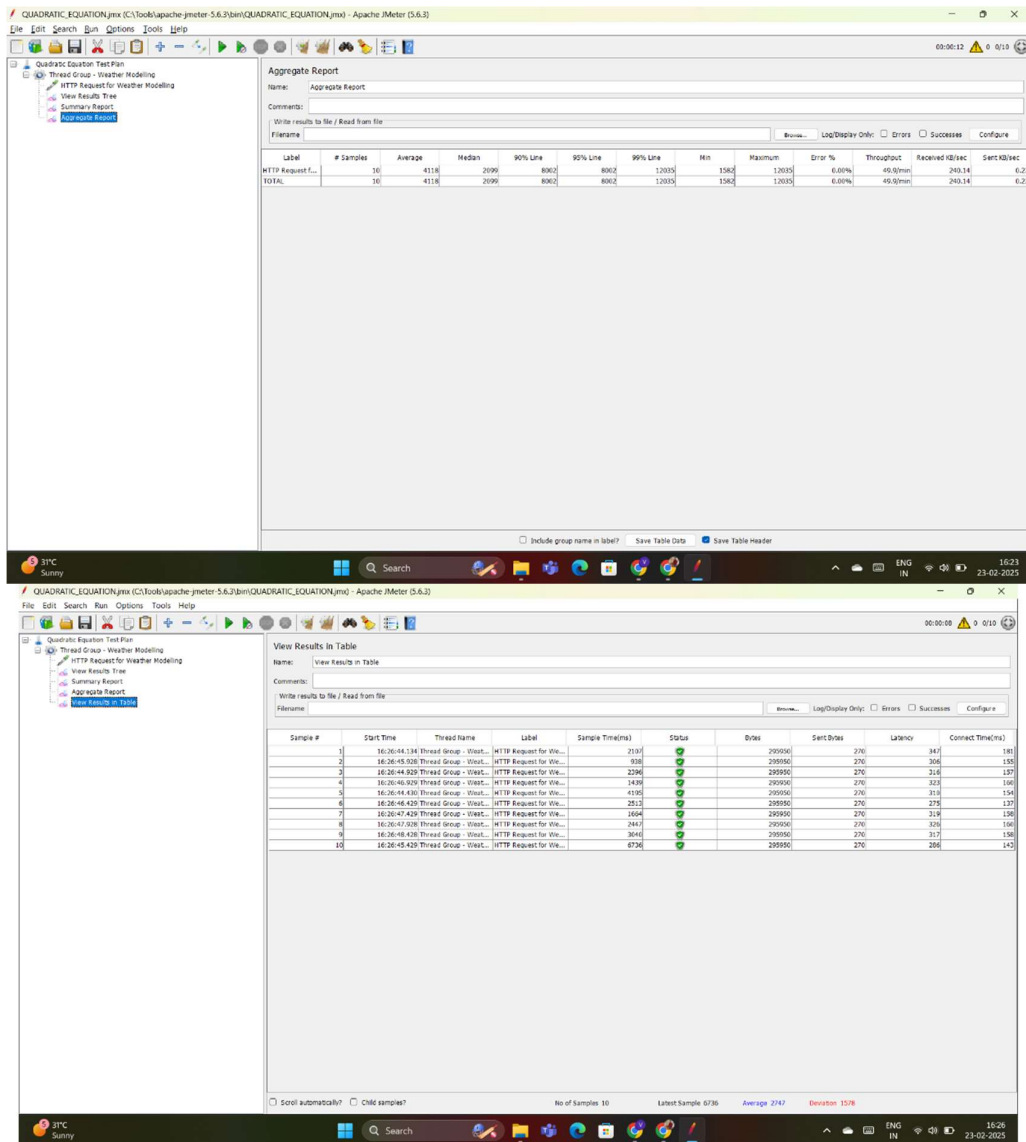 QUADRATIC_EQUATION.jmx (C:\Tools\apache-jmeter-5.6.3\bin\QUADRATIC_EQUATION.jmx) - Apache JMeter (5.6.3)
File Edit Search Run Options Tools Help
00:00:12 0 0/10
Quadratic Equation Test Plan
Thread Group - Weather Modelling
HTTP Request for Weather Modelling
View Results Tree
Summary Report
Aggregate Report
Aggregate Report
Name: Aggregate Report
Comments:
Write results to file / Read from file
Filename Browse... Log/Display Only: Errors Successes Configure
Label # Samples Average Median 90% Line 95% Line 99% Line Min Maximum Error % Throughput Received KB/sec Sent KB/sec
HTTP Request f... 10 4118 2099 8002 8002 12035 1582 12035 0.00% 49.9/min 240.14 0.2
TOTAL 10 4118 2099 8002 8002 12035 1582 12035 0.00% 49.9/min 240.14 0.2
Include group name in label? Save Table Data Save Table Header
5 31°C
Sunny
Search
ENG
IN
16:23
23-02-2025
QUADRATIC_EQUATION.jmx (C:\Tools\apache-jmeter-5.6.3\bin\QUADRATIC_EQUATION.jmx) - Apache JMeter (5.6.3)
File Edit Search Run Options Tools Help
00:00:08 0 0/10
Quadratic Equation Test Plan
Thread Group - Weather Modelling
HTTP Request for Weather Modelling
View Results Tree
Summary Report
Aggregate Report
View Results in Table
View Results in Table
Name: View Results in Table
Comments:
Write results to file / Read from file
Filename Browse... Log/Display Only: Errors Successes Configure
Sample # Start Time Thread Name Label Sample Time(ms) Status Bytes Sent Bytes Latency Connect Time(ms)
1 16:26:44.134 Thread Group - Weat... HTTP Request for We... 2107 295950 270 347 181
2 16:26:45.928 Thread Group - Weat... HTTP Request for We... 938 295950 270 306 155
3 16:26:44.929 Thread Group - Weat... HTTP Request for We... 2396 295950 270 316 157
4 16:26:46.929 Thread Group - Weat... HTTP Request for We... 1439 295950 270 323 160
5 16:26:44.430 Thread Group - Weat... HTTP Request for We... 4195 295950 270 319 154
6 16:26:46.429 Thread Group - Weat... HTTP Request for We... 2513 295950 270 275 137
7 16:26:47.429 Thread Group - Weat... HTTP Request for We... 1664 295950 270 319 158
8 16:26:47.928 Thread Group - Weat... HTTP Request for We... 2447 295950 270 326 160
9 16:26:48.428 Thread Group - Weat... HTTP Request for We... 3040 295950 270 317 158
10 16:26:45.429 Thread Group - Weat... HTTP Request for We... 6736 295950 270 286 143
Scroll automatically? Child samples? No of Samples 10 Latest Sample 6736 Average 2747 Deviation 1578
5 31°C
Sunny
Search
ENG
IN
16:26
23-02-2025